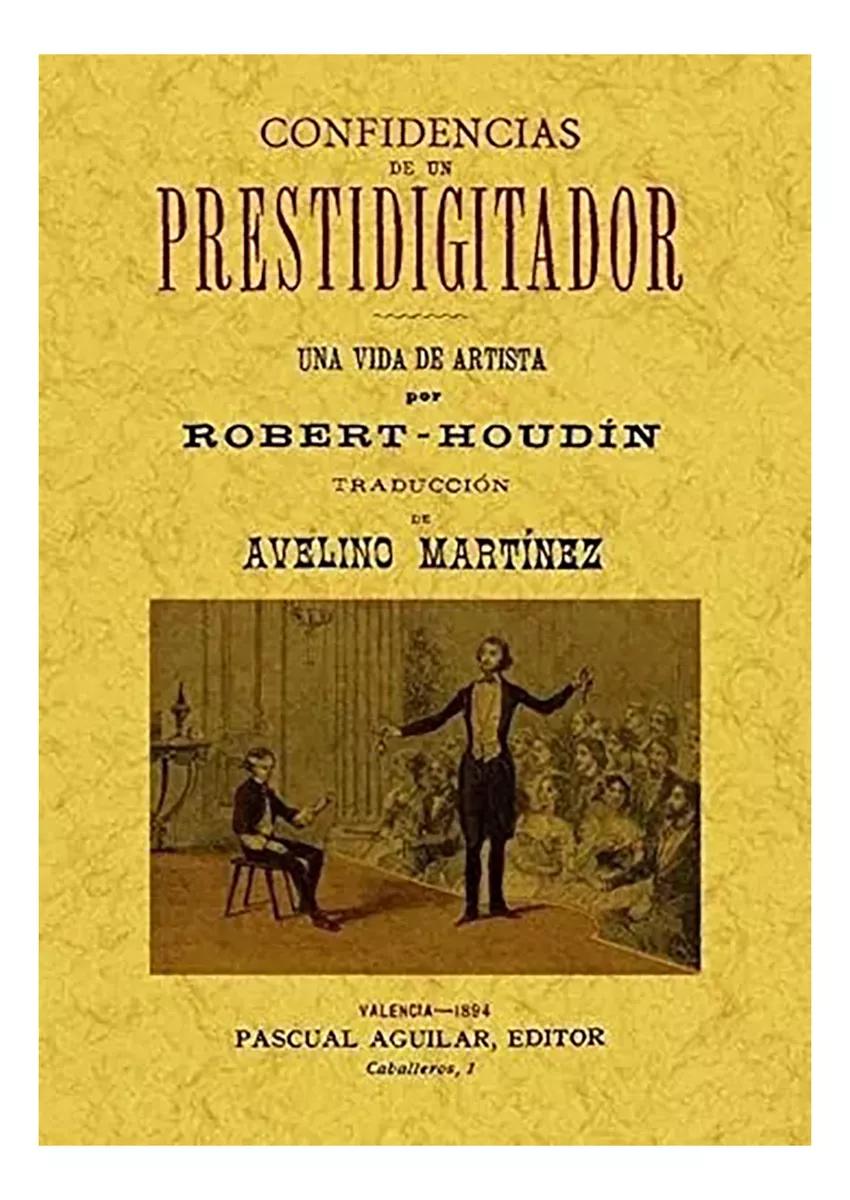 CONFIDENCIAS
DE UN
PRESTIDIGITADOR
UNA VIDA DE ARTISTA
por
ROBERT-HOUDÍN
TRADUCCIÓN
DE
AVELINO MARTÍNEZ
VALENCIA—1894
PASCUAL AGUILAR, EDITOR
Caballeros, 1